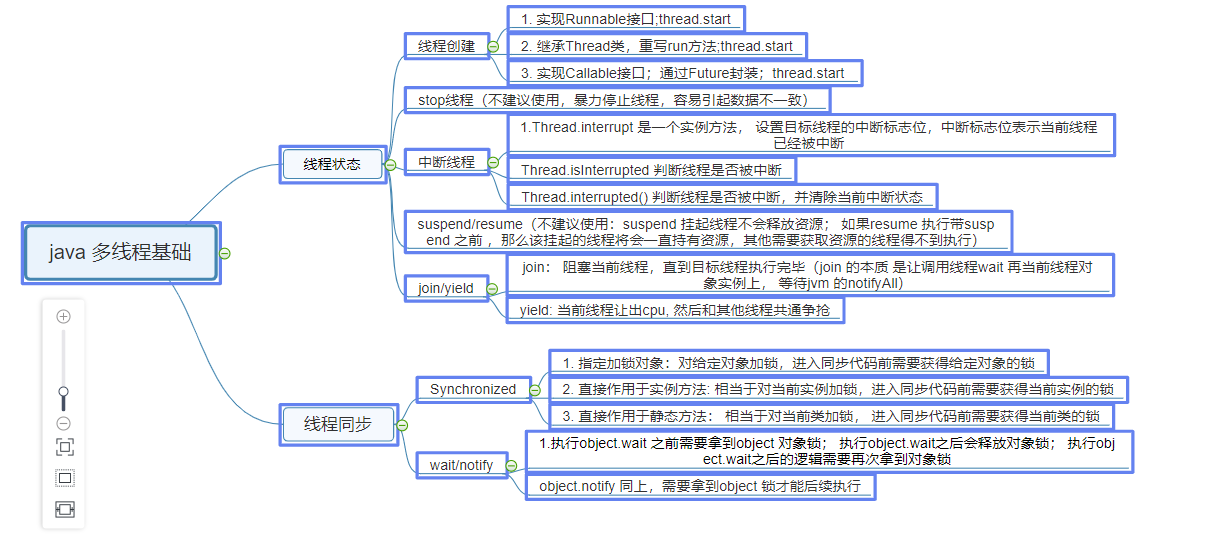 java 多线程基础
线程状态
线程创建
1. 实现Runnable接口;thread.start
2. 继承Thread类，重写run方法;thread.start
3. 实现Callable接口；通过Future封装；thread.start
stop线程（不建议使用，暴力停止线程，容易引起数据不一致）
中断线程
1.Thread.interrupt 是一个实例方法， 设置目标线程的中断标志位，中断标志位表示当前线程
已经被中断
Thread.isInterrupted 判断线程是否被中断
Thread.interrupted() 判断线程是否被中断，并清除当前中断状态
suspend/resume（不建议使用：suspend 挂起线程不会释放资源； 如果resume 执行带susp
end 之前 ，那么该挂起的线程将会一直持有资源，其他需要获取资源的线程得不到执行）
join/yield
join： 阻塞当前线程，直到目标线程执行完毕（join 的本质 是让调用线程wait 再当前线程对
象实例上， 等待jvm 的notifyAll）
yield: 当前线程让出cpu, 然后和其他线程共通争抢
线程同步
Synchronized
1. 指定加锁对象：对给定对象加锁，进入同步代码前需要获得给定对象的锁
2. 直接作用于实例方法: 相当于对当前实例加锁，进入同步代码前需要获得当前实例的锁
3. 直接作用于静态方法： 相当于对当前类加锁， 进入同步代码前需要获得当前类的锁
wait/notify
1.执行object.wait 之前需要拿到object 对象锁； 执行object.wait之后会释放对象锁； 执行obj
ect.wait之后的逻辑需要再次拿到对象锁
object.notify 同上，需要拿到object 锁才能后续执行